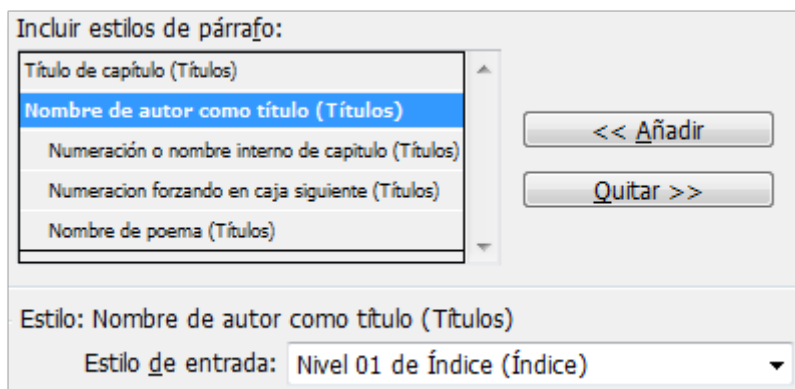 Incluir estilos de párrafo:
Título de capítulo (Títulos)
Nombre de autor como título (Títulos)
Numeración o nombre interno de capitulo (Títulos)
Numeracion forzando en caja siguiente (Títulos)
Nombre de poema (Títulos)
<< Añadir
Quitar >>
Estilo: Nombre de autor como título (Títulos)
Estilo de entrada: Nivel 01 de Índice (Índice)